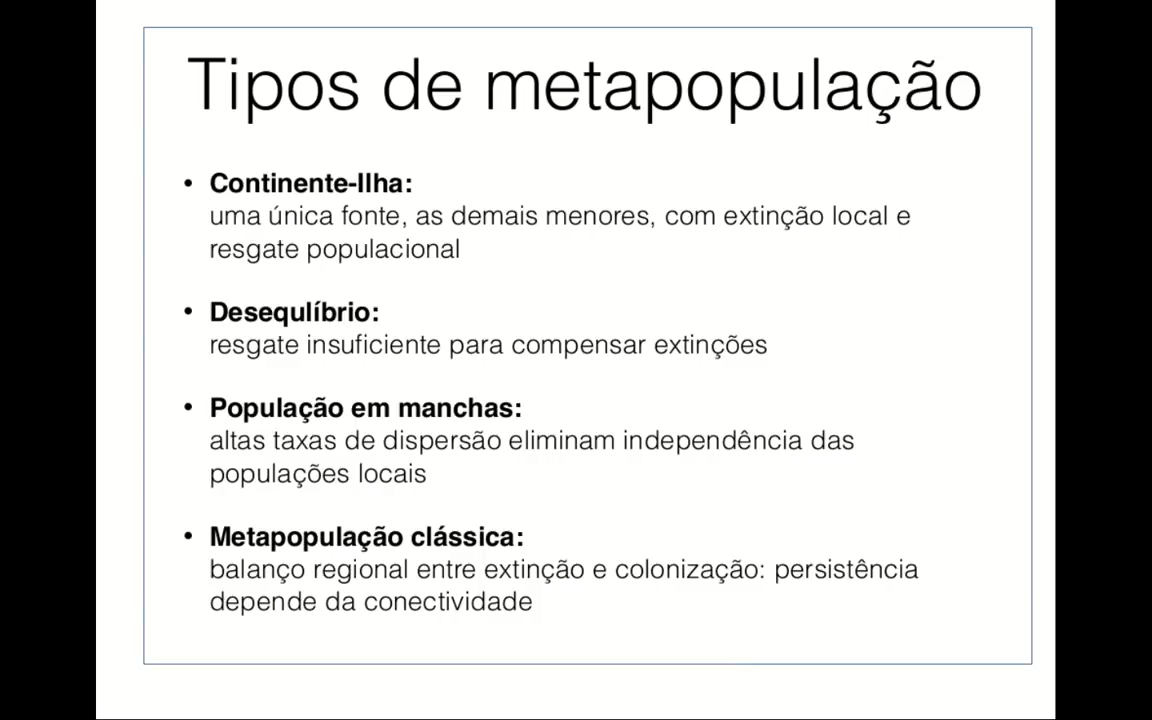 Tipos de metapopulação
• Continente-Ilha:
uma única fonte, as demais menores, com extinção local e
resgate populacional
• Desequlíbrio:
resgate insuficiente para compensar extinções
• População em manchas:
altas taxas de dispersão eliminam independência das
populações locais
• Metapopulação clássica:
balanço regional entre extinção e colonização: persistência
depende da conectividade